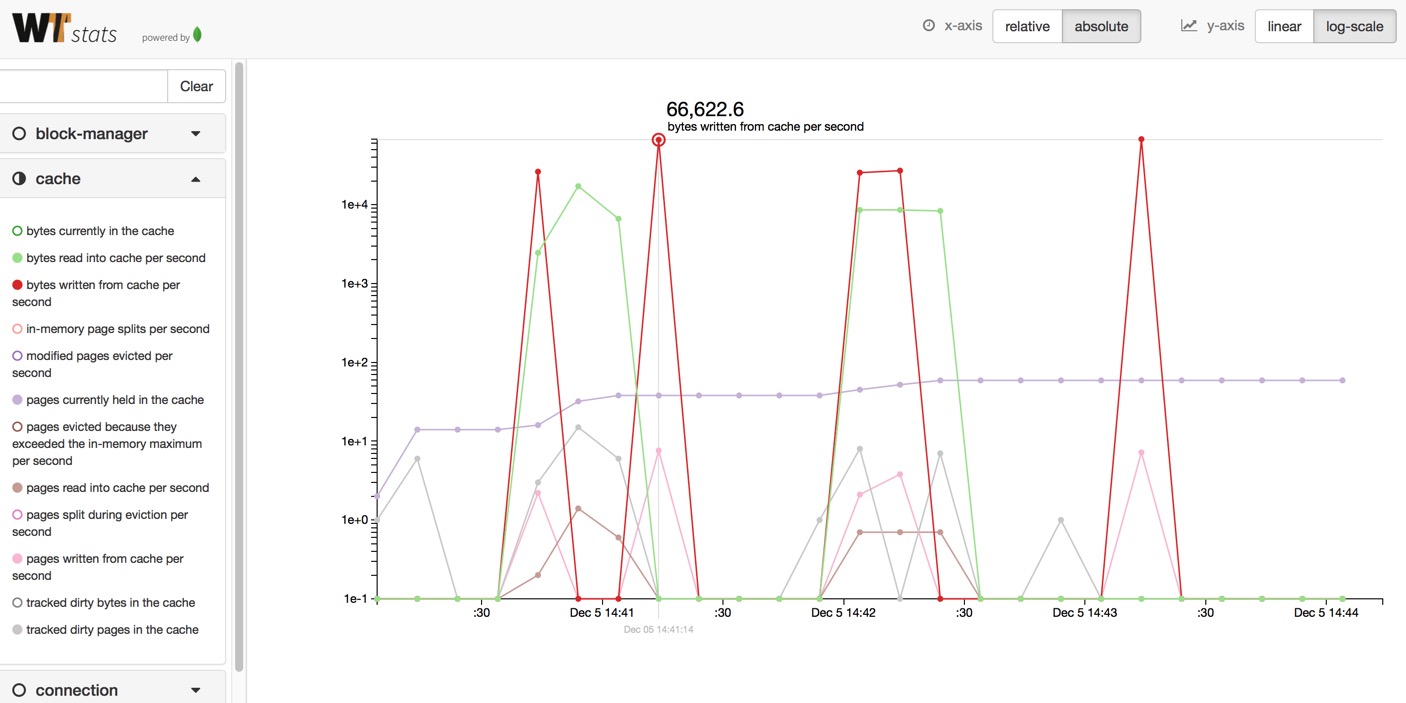 WT stats powered by
x-axis relative absolute y-axis linear log-scale
Clear
block-manager
cache
bytes currently in the cache
bytes read into cache per second
bytes written from cache per
second
in-memory page splits per second
modified pages evicted per
second
pages currently held in the cache
pages evicted because they
exceeded the in-memory maximum
per second
pages read into cache per second
pages split during eviction per
second
pages written from cache per
second
tracked dirty bytes in the cache
tracked dirty pages in the cache
connection
66,622.6
bytes written from cache per second
1e+4
1e+3
1e+2
1e+1
1e+0
1e-1
:30 Dec 5 14:41 :30 Dec 5 14:42 :30 Dec 5 14:43 :30 Dec 5 14:44
Dec 05 14:41:14